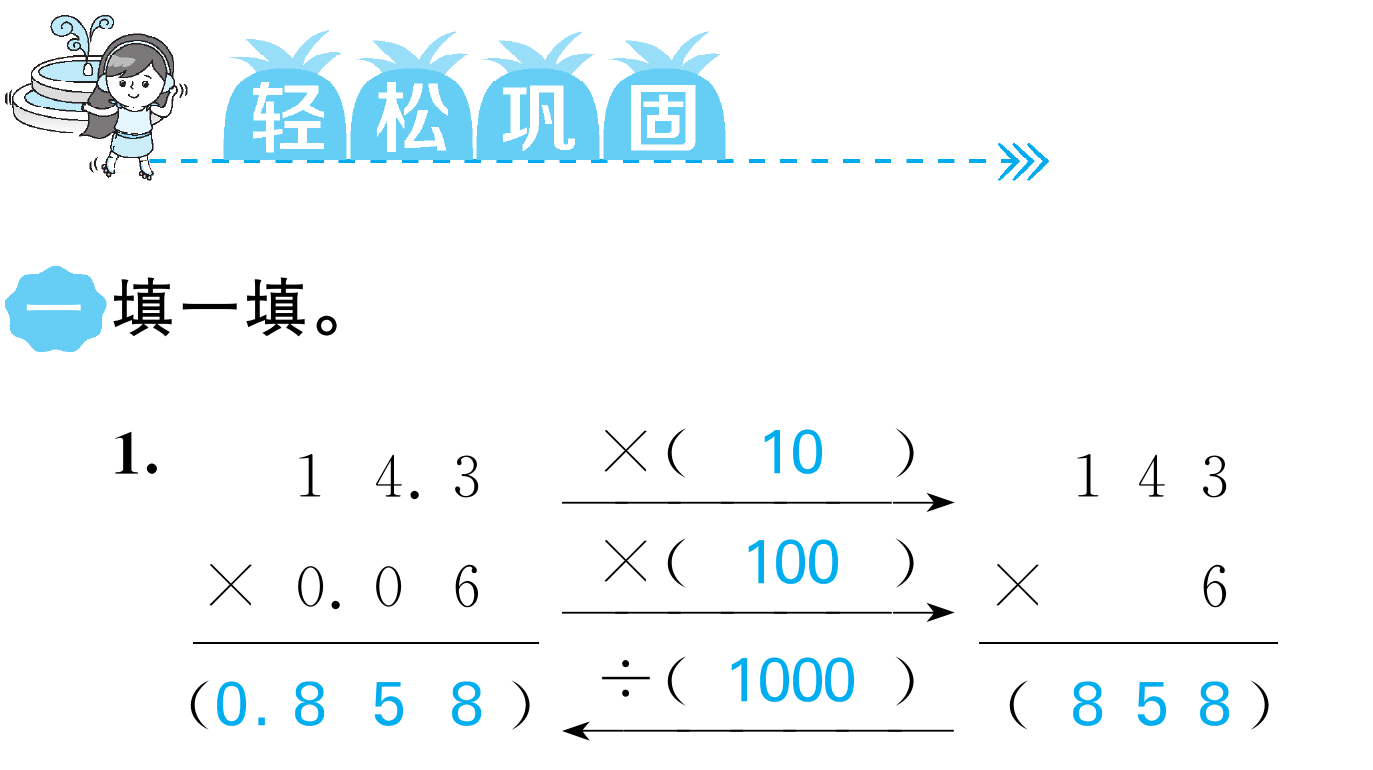 轻松巩固
一 填一填。
1. 14.3 ×( 10 ) 143
× 0.06 ×( 100 ) × 6
(0.858) ÷( 1000 ) ( 858 )